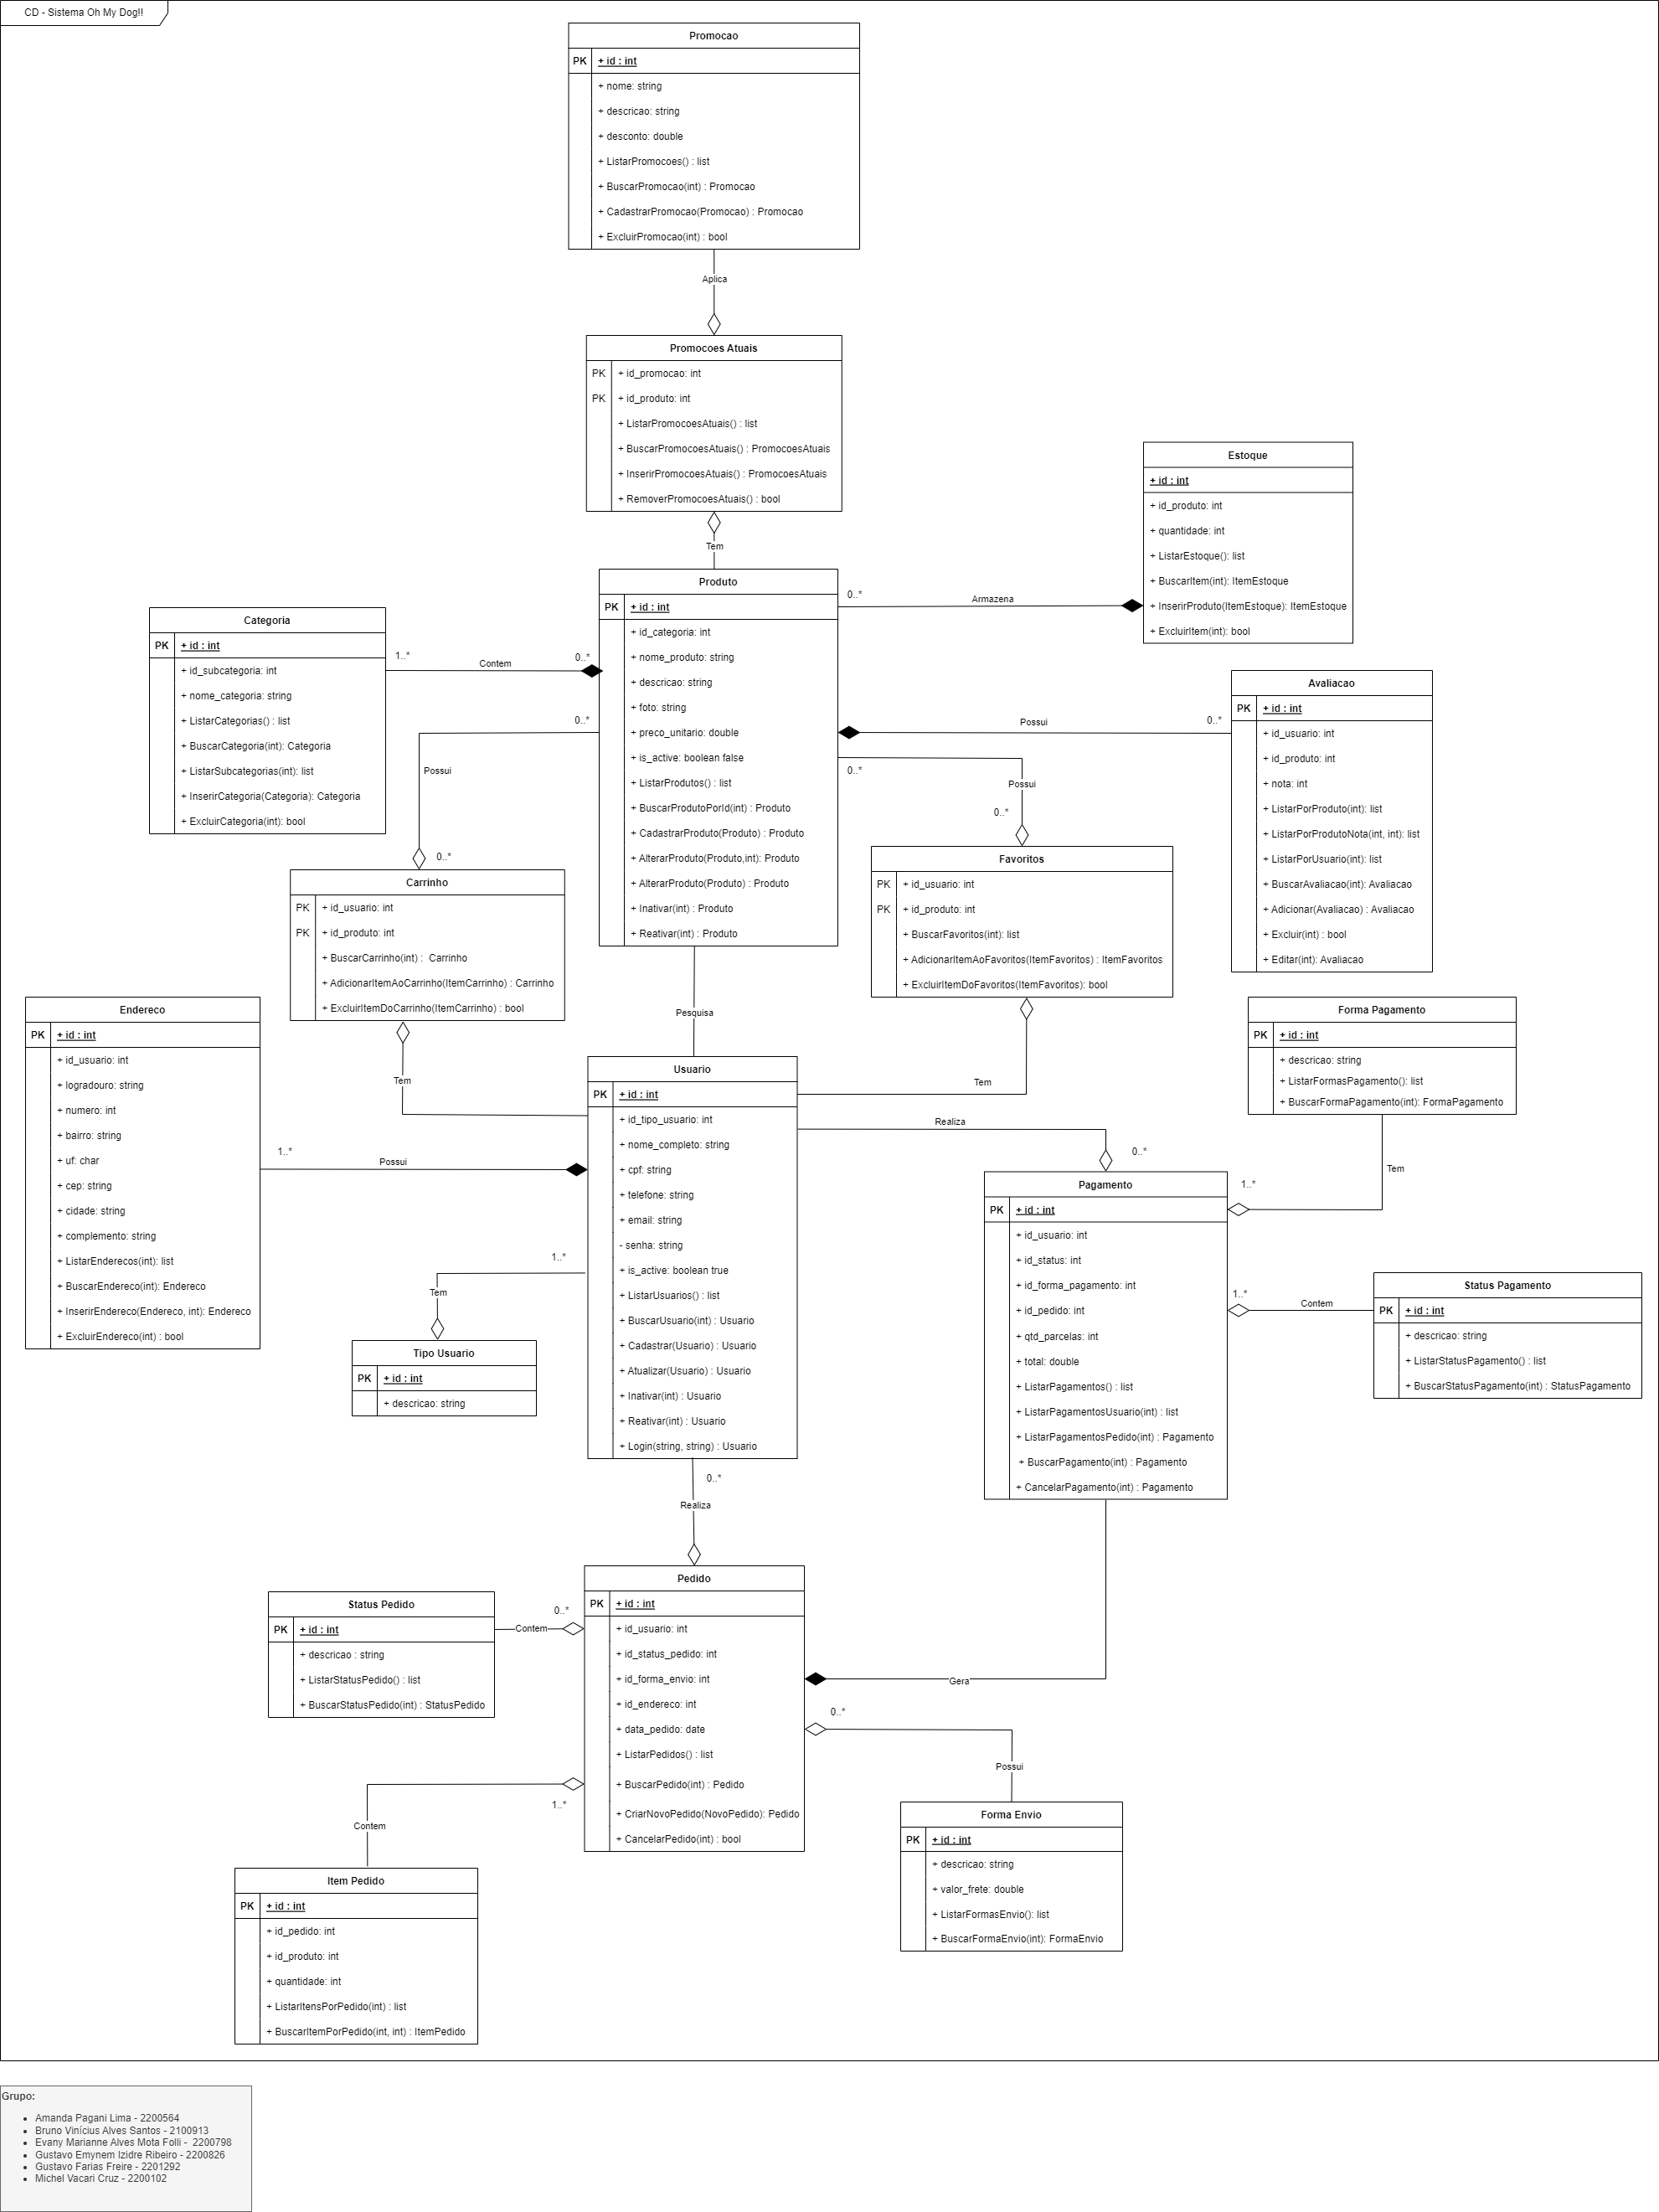 CD - Sistema Oh My Dog!!
Promocao
PK + id : int
+ nome: string
+ descricao: string
+ desconto: double
+ ListarPromocoes() : list
+ BuscarPromocao(int) : Promocao
+ CadastrarPromocao(Promocao) : Promocao
+ ExcluirPromocao(int) : bool
Aplica
Promocoes Atuais
PK + id_promocao: int
PK + id_produto: int
+ ListarPromocoesAtuais() : list
+ BuscarPromocoesAtuais() : PromocoesAtuais
+ InserirPromocoesAtuais() : PromocoesAtuais
+ RemoverPromocoesAtuais() : bool
Tem
Estoque
+ id : int
+ id_produto: int
+ quantidade: int
+ ListarEstoque(): list
+ BuscarItem(int): ItemEstoque
+ InserirProduto(ItemEstoque): ItemEstoque
+ ExcluirItem(int): bool
0..*
Armazena
Produto
PK + id : int
+ id_categoria: int
+ nome_produto: string
+ descricao: string
+ foto: string
+ preco_unitario: double
+ is_active: boolean false
+ ListarProdutos() : list
+ BuscarProdutoPorId(int) : Produto
+ CadastrarProduto(Produto) : Produto
+ AlterarProduto(Produto,int): Produto
+ AlterarProduto(Produto) : Produto
+ Inativar(int) : Produto
+ Reativar(int) : Produto
Categoria
PK + id : int
+ id_subcategoria: int
+ nome_categoria: string
+ ListarCategorias() : list
+ BuscarCategoria(int): Categoria
+ ListarSubcategorias(int): list
+ InserirCategoria(Categoria): Categoria
+ ExcluirCategoria(int): bool
1..*
Contem
0..*
0..*
Possui
0..*
Avaliacao
PK + id : int
+ id_usuario: int
+ id_produto: int
+ nota: int
+ ListarPorProduto(int): list
+ ListarPorProdutoNota(int, int): list
+ ListarPorUsuario(int): list
+ BuscarAvaliacao(int): Avaliacao
+ Adicionar(Avaliacao) : Avaliacao
+ Excluir(int) : bool
+ Editar(int): Avaliacao
Possui
0..*
0..*
Possui
0..*
Carrinho
PK + id_usuario: int
PK + id_produto: int
+ BuscarCarrinho(int) :  Carrinho
+ AdicionarItemAoCarrinho(ItemCarrinho) : Carrinho
+ ExcluirItemDoCarrinho(ItemCarrinho) : bool
Favoritos
PK + id_usuario: int
PK + id_produto: int
+ BuscarFavoritos(int): list
+ AdicionarItemAoFavoritos(ItemFavoritos) : ItemFavoritos
+ ExcluirItemDoFavoritos(ItemFavoritos): bool
Pesquisa
Tem
Tem
Endereco
PK + id : int
+ id_usuario: int
+ logradouro: string
+ numero: int
+ bairro: string
+ uf: char
+ cep: string
+ cidade: string
+ complemento: string
+ ListarEnderecos(int): list
+ BuscarEndereco(int): Endereco
+ InserirEndereco(Endereco, int): Endereco
+ ExcluirEndereco(int) : bool
1..*
Possui
Usuario
PK + id : int
+ id_tipo_usuario: int
+ nome_completo: string
+ cpf: string
+ telefone: string
+ email: string
- senha: string
+ is_active: boolean true
+ ListarUsuarios() : list
+ BuscarUsuario(int) : Usuario
+ Cadastrar(Usuario) : Usuario
+ Atualizar(Usuario) : Usuario
+ Inativar(int) : Usuario
+ Reativar(int) : Usuario
+ Login(string, string) : Usuario
Forma Pagamento
PK + id : int
+ descricao: string
+ ListarFormasPagamento(): list
+ BuscarFormaPagamento(int): FormaPagamento
Realiza
0..*
Tem
1..*
Pagamento
PK + id : int
+ id_usuario: int
+ id_status: int
+ id_forma_pagamento: int
+ id_pedido: int
+ qtd_parcelas: int
+ total: double
+ ListarPagamentos() : list
+ ListarPagamentosUsuario(int) : list
+ ListarPagamentosPedido(int) : Pagamento
+ BuscarPagamento(int) : Pagamento
+ CancelarPagamento(int) : Pagamento
1..*
Contem
Status Pagamento
PK + id : int
+ descricao: string
+ ListarStatusPagamento() : list
+ BuscarStatusPagamento(int) : StatusPagamento
1..*
Tem
Tipo Usuario
PK + id : int
+ descricao: string
0..*
Realiza
Pedido
PK + id : int
+ id_usuario: int
+ id_status_pedido: int
+ id_forma_envio: int
+ id_endereco: int
+ data_pedido: date
+ ListarPedidos() : list
+ BuscarPedido(int) : Pedido
+ CriarNovoPedido(NovoPedido): Pedido
+ CancelarPedido(int) : bool
Status Pedido
PK + id : int
+ descricao : string
+ ListarStatusPedido() : list
+ BuscarStatusPedido(int) : StatusPedido
0..*
Contem
Gera
0..*
Possui
1..*
Contem
Forma Envio
PK + id : int
+ descricao: string
+ valor_frete: double
+ ListarFormasEnvio(): list
+ BuscarFormaEnvio(int): FormaEnvio
Item Pedido
PK + id : int
+ id_pedido: int
+ id_produto: int
+ quantidade: int
+ ListarItensPorPedido(int) : list
+ BuscarItemPorPedido(int, int) : ItemPedido
Grupo:
• Amanda Pagani Lima - 2200564
• Bruno Vinícius Alves Santos - 2100913
• Evany Marianne Alves Mota Folli -  2200798
• Gustavo Emynem Izidre Ribeiro - 2200826
• Gustavo Farias Freire - 2201292
• Michel Vacari Cruz - 2200102